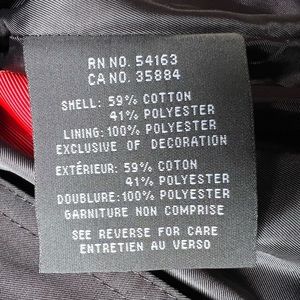 RN NO. 54163
CA NO. 35884
SHELL: 59% COTTON
41% POLYESTER
LINING: 100% POLYESTER
EXCLUSIVE OF DECORATION
EXTÉRIEUR: 59% COTON
41% POLYESTER
DOUBLURE: 100% POLYESTER
GARNITURE NON COMPRISE
SEE REVERSE FOR CARE
ENTRETIEN AU VERSO